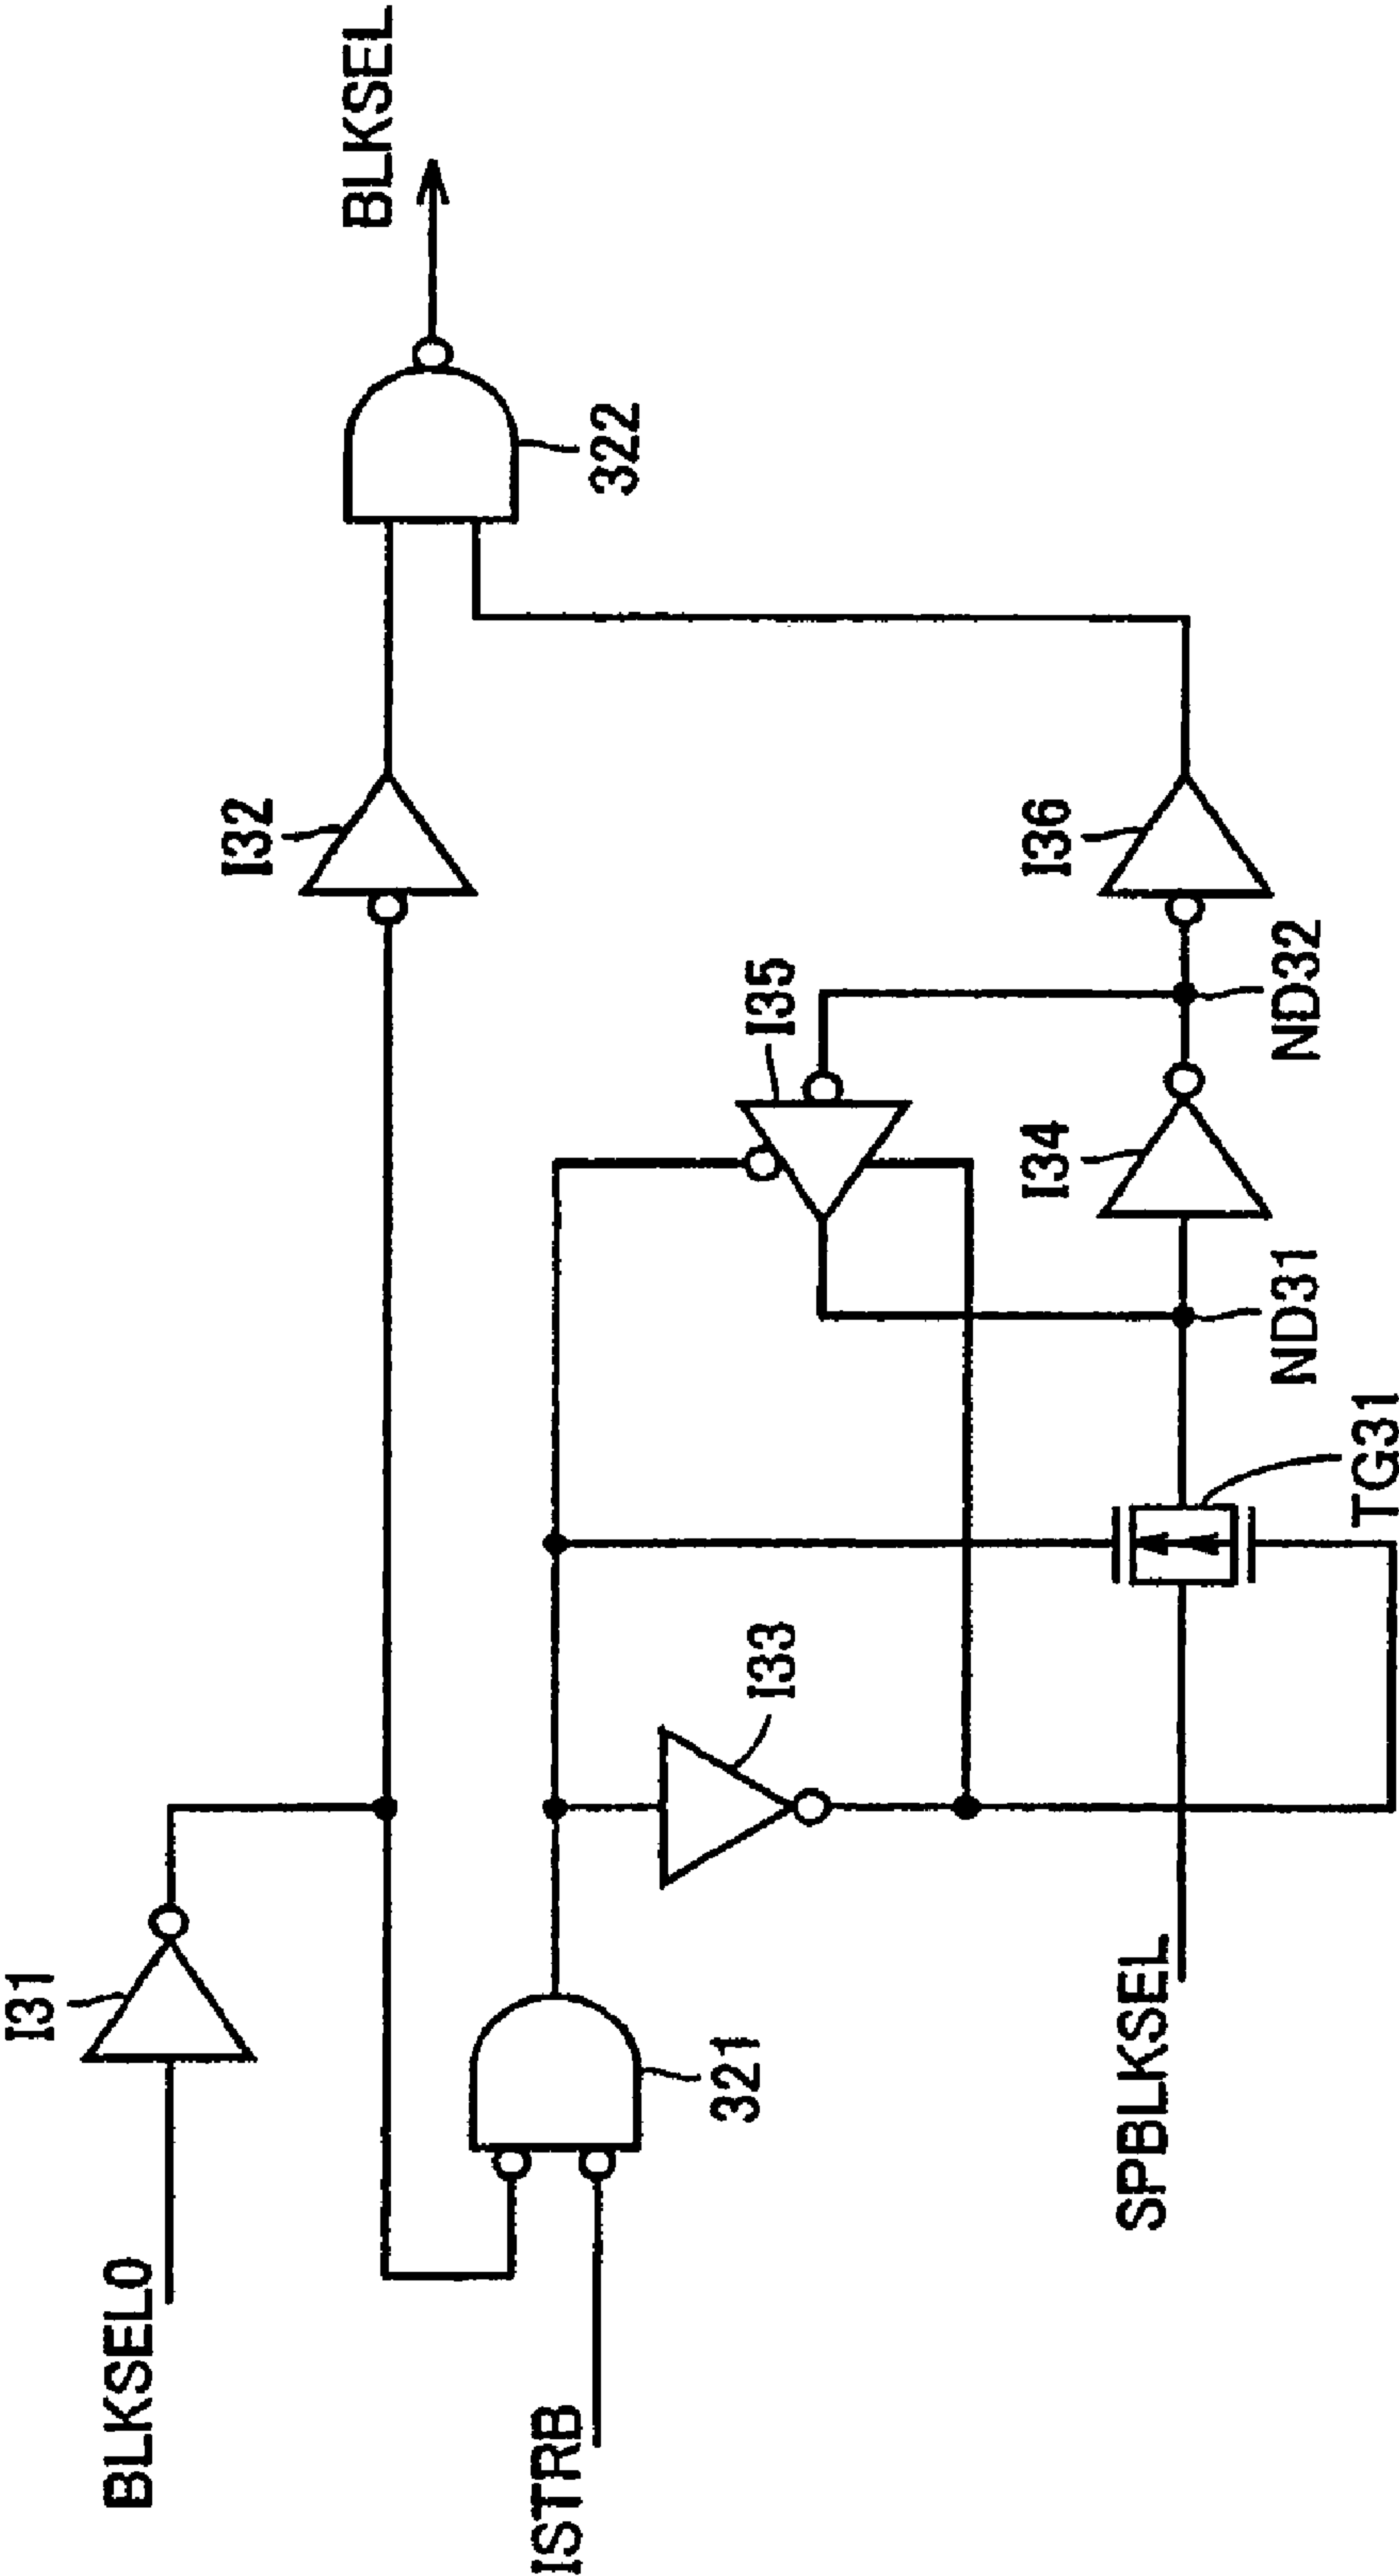 BLKSEL0
I31
ISTRB
321
I33
SPBLKSEL
TG31
ND31
I34
I35
ND32
I36
I32
322
BLKSEL